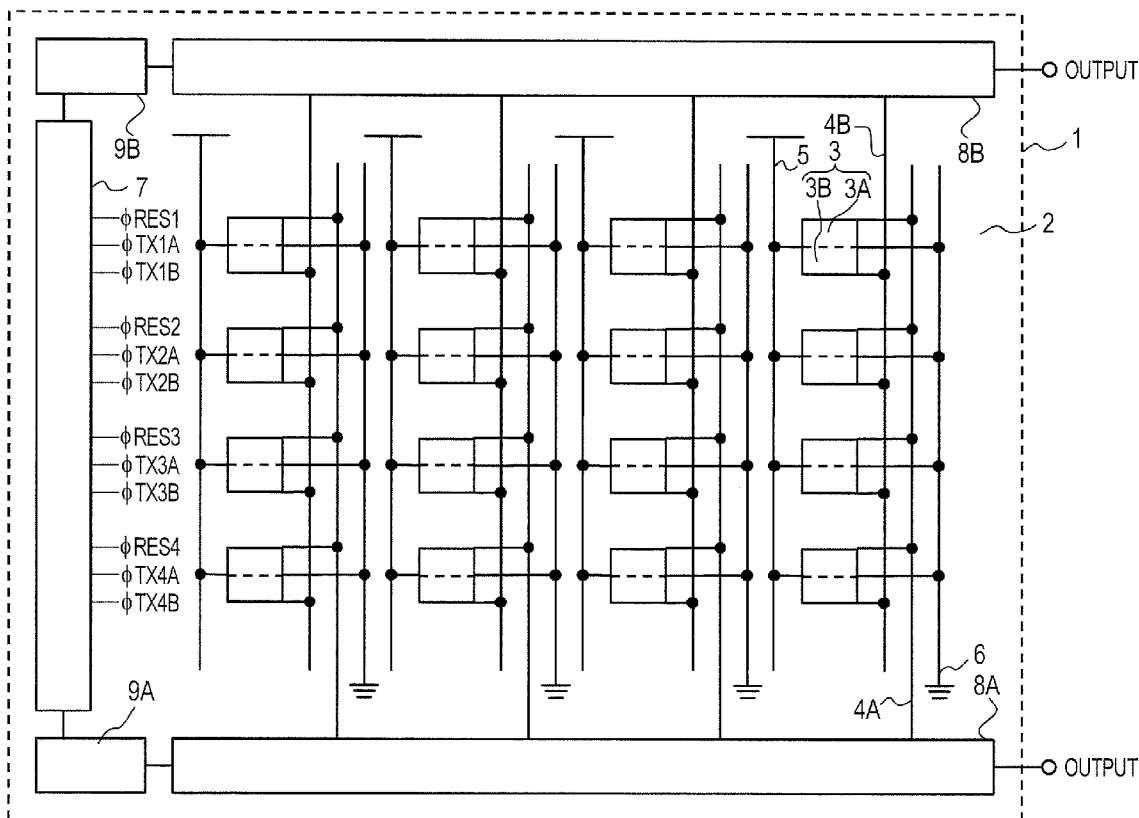 OUTPUT
9B
8B
4B
1
5
3
7
3B 3A
ϕRES1
2
ϕTX1A
ϕTX1B
ϕRES2
ϕTX2A
ϕTX2B
ϕRES3
ϕTX3A
ϕTX3B
ϕRES4
ϕTX4A
ϕTX4B
6
9A
8A
4A
OUTPUT